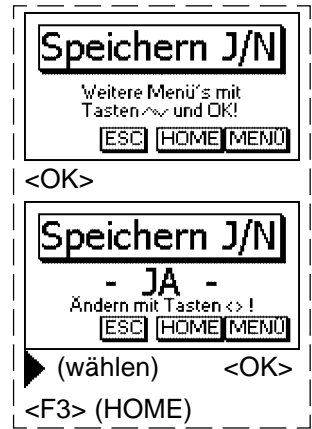 Speichern J/N
Weitere Menü's mit
Tasten ︿﹀ und OK!
ESC HOME MENÜ
<OK>
Speichern J/N
- JA -
Ändern mit Tasten <> !
ESC HOME MENÜ
(wählen) <OK>
<F3> (HOME)